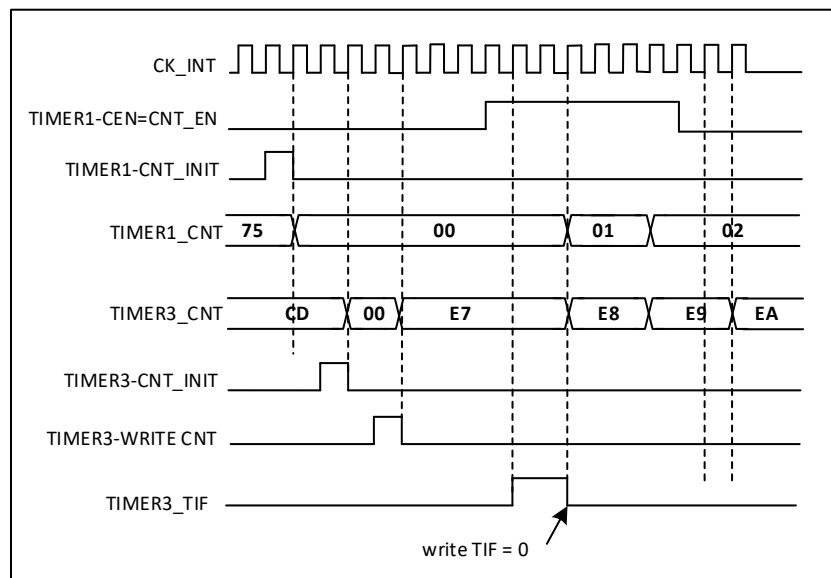 CK_INT
TIMER1-CEN=CNT_EN
TIMER1-CNT_INIT
TIMER1_CNT 75 00 01 02
TIMER3_CNT CD 00 E7 E8 E9 EA
TIMER3-CNT_INIT
TIMER3-WRITE CNT
TIMER3_TIF
write TIF = 0